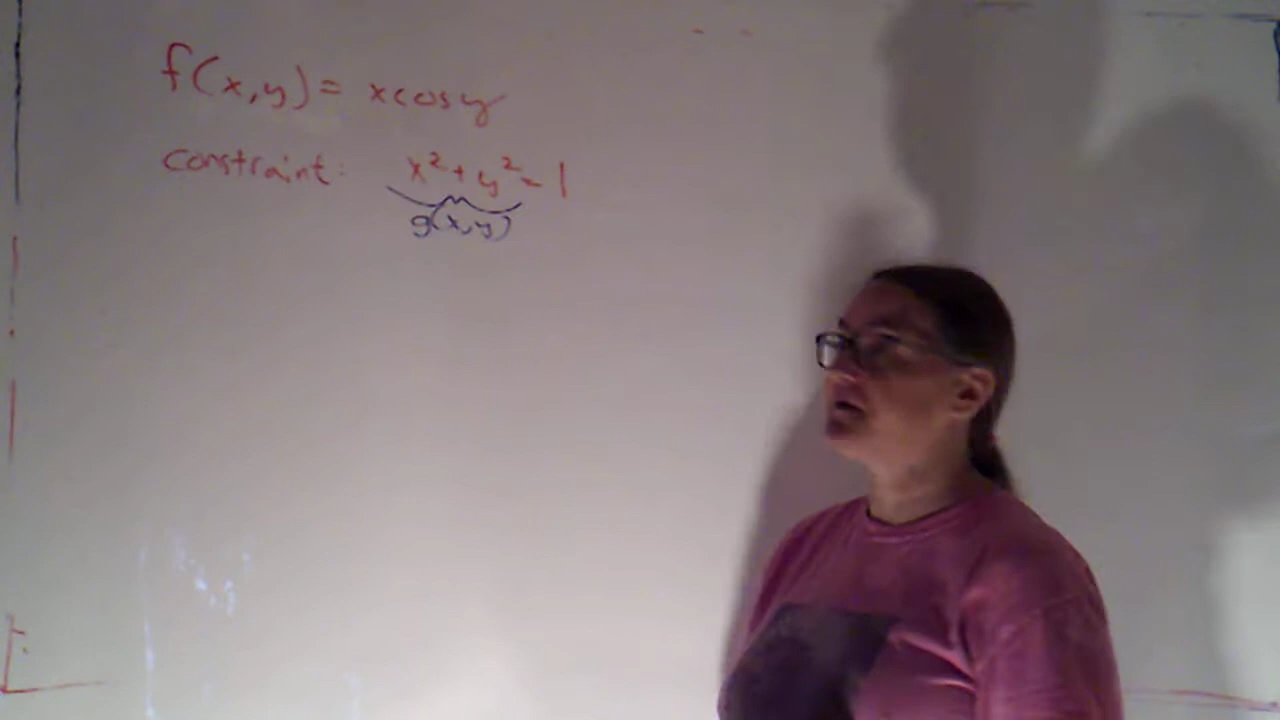 f(x,y) = x cos y
constraint: x² + y² = 1
g(x,y)